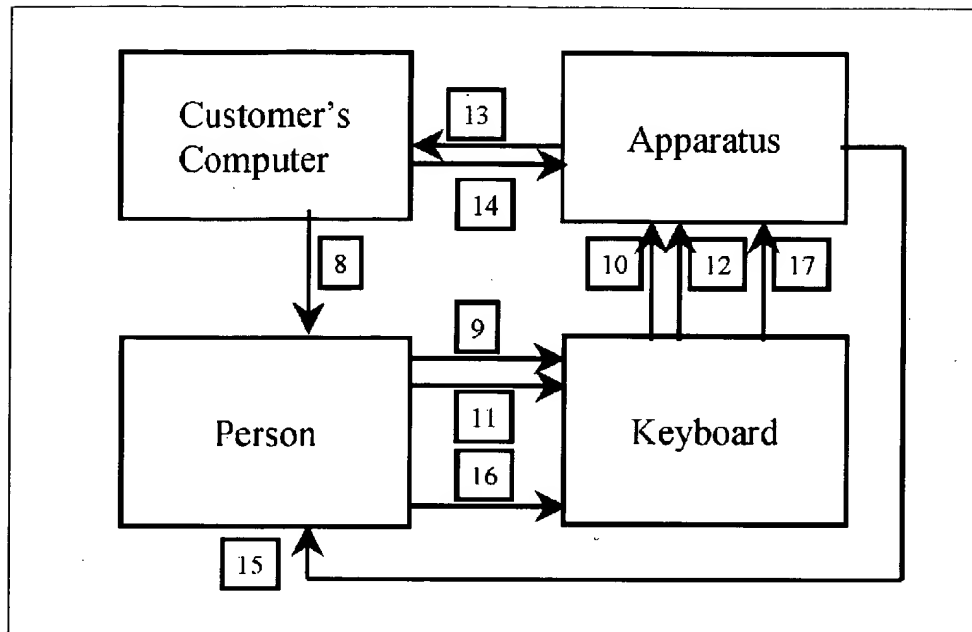 Customer's
Computer
13
14
Apparatus
8
10
12
17
9
11
16
Person
Keyboard
15